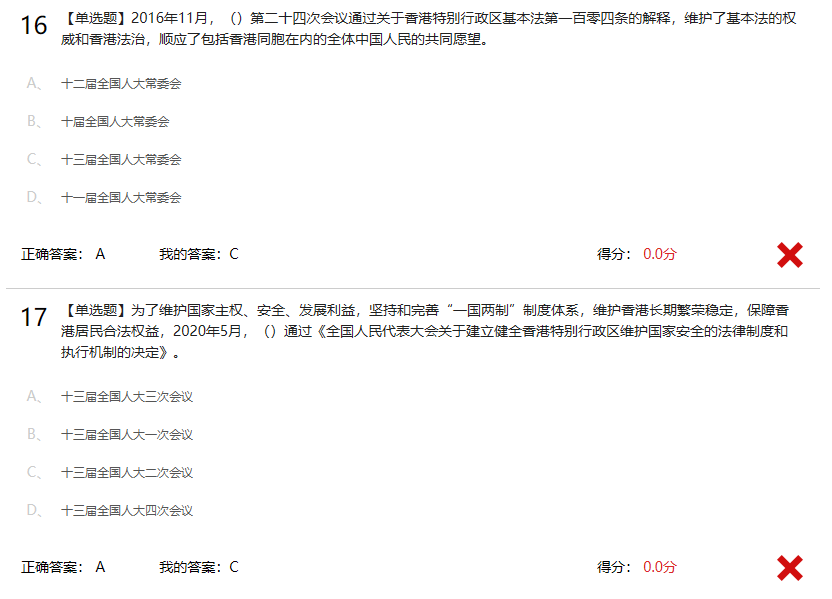 16 【单选题】2016年11月，（）第二十四次会议通过关于香港特别行政区基本法第一百零四条的解释，维护了基本法的权
威和香港法治，顺应了包括香港同胞在内的全体中国人民的共同愿望。
A、 十二届全国人大常委会
B、 十届全国人大常委会
C、 十三届全国人大常委会
D、 十一届全国人大常委会
正确答案： A 我的答案：C 得分： 0.0分
17 【单选题】为了维护国家主权、安全、发展利益，坚持和完善“一国两制”制度体系，维护香港长期繁荣稳定，保障香
港居民合法权益，2020年5月，（）通过《全国人民代表大会关于建立健全香港特别行政区维护国家安全的法律制度和
执行机制的决定》。
A、 十三届全国人大三次会议
B、 十三届全国人大一次会议
C、 十三届全国人大二次会议
D、 十三届全国人大四次会议
正确答案： A 我的答案：C 得分： 0.0分